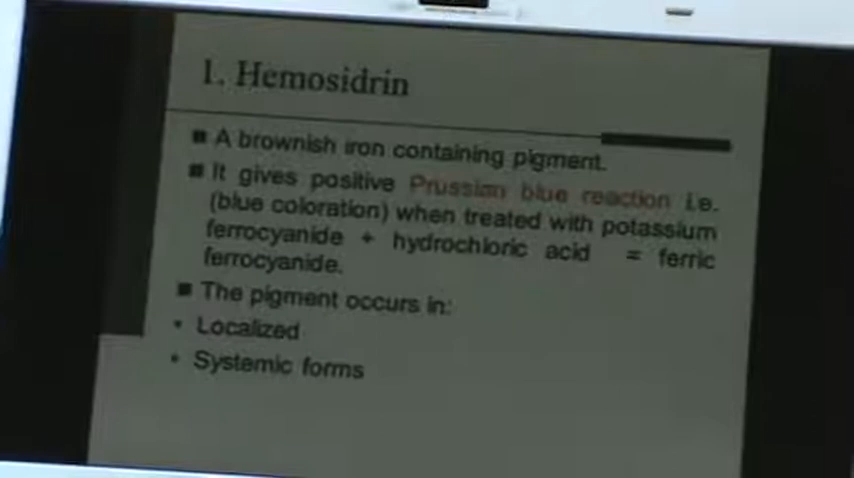 1. Hemosidrin
■ A brownish iron containing pigment.
■ It gives positive Prussian blue reaction i.e.
(blue coloration) when treated with potassium
ferrocyanide + hydrochloric acid = ferric
ferrocyanide.
■ The pigment occurs in:
• Localized
• Systemic forms